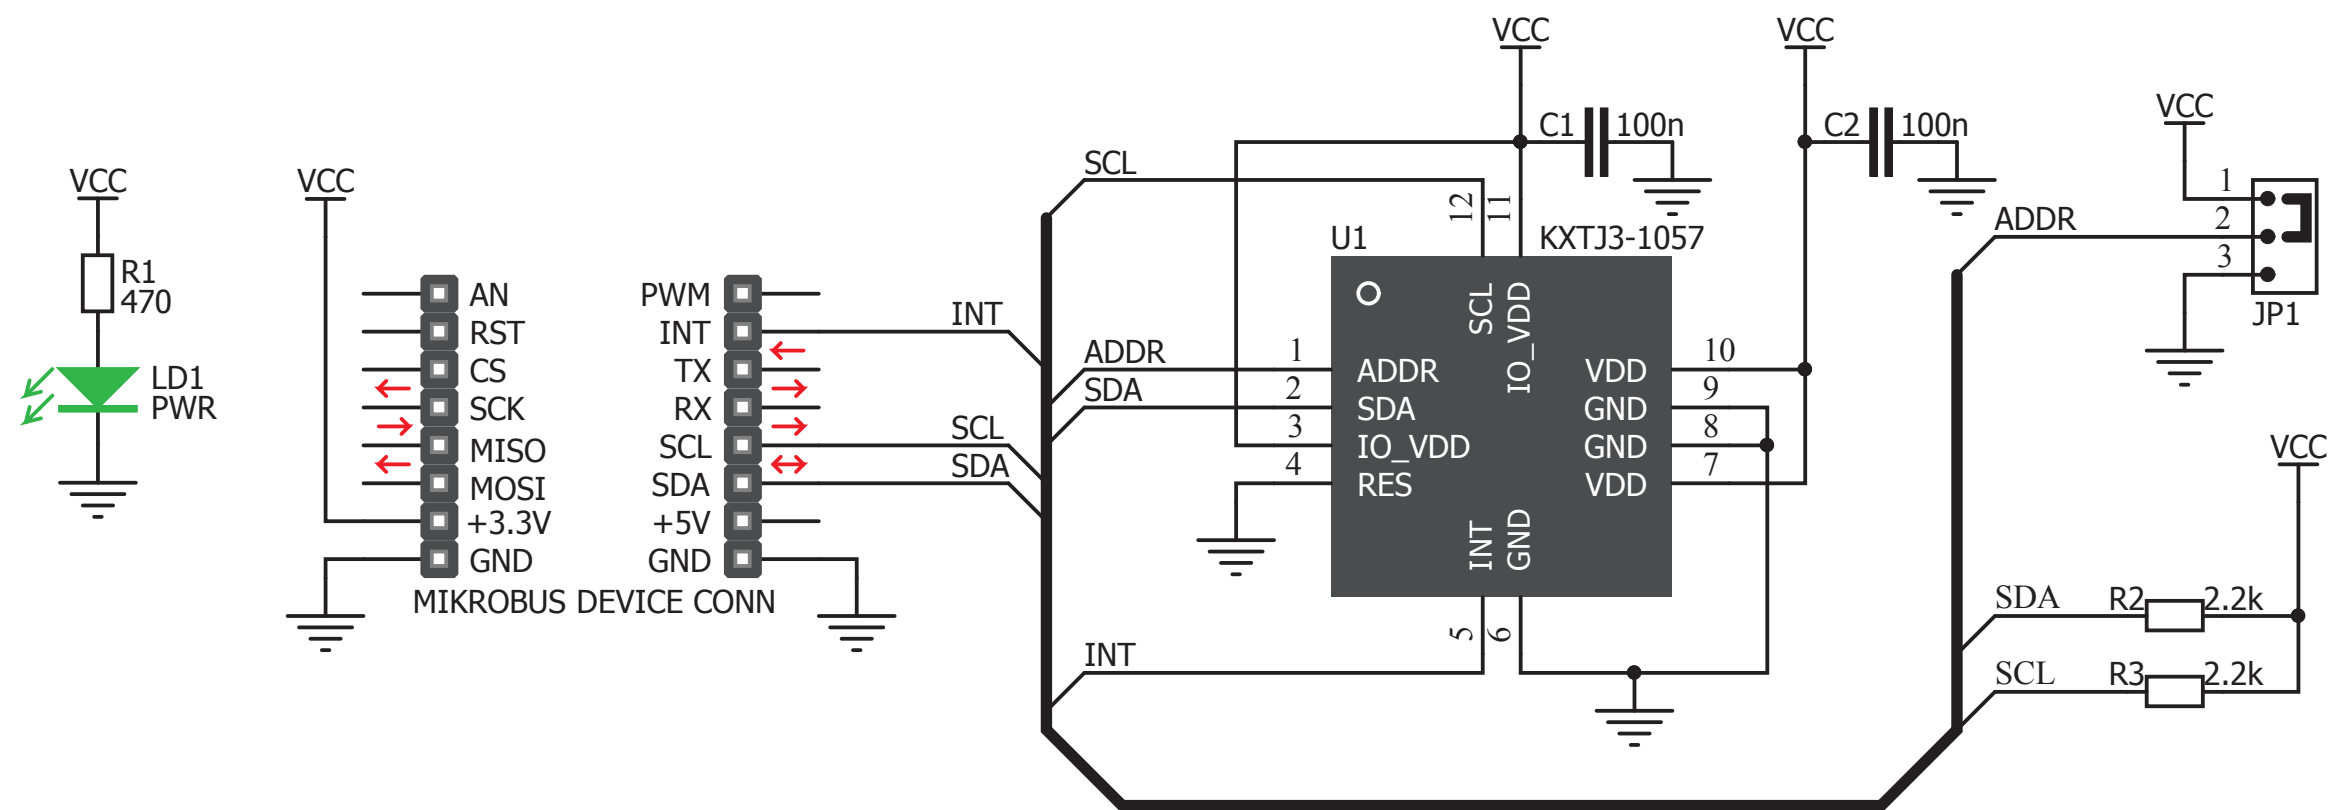 VCC
R1
470
LD1
PWR
VCC
AN
RST
CS
SCK
MISO
MOSI
+3.3V
GND
PWM
INT
TX
RX
SCL
SDA
+5V
GND
MIKROBUS DEVICE CONN
INT
SCL
SDA
SCL
ADDR
SDA
INT
VCC
C1 100n
VCC
C2 100n
U1
KXTJ3-1057
12
11
SCL
IO_VDD
1 ADDR
2 SDA
3 IO_VDD
4 RES
VDD 10
GND 9
GND 8
VDD 7
INT
GND
5
6
VCC
ADDR
1
2
3
JP1
VCC
SDA R2 2.2k
SCL R3 2.2k